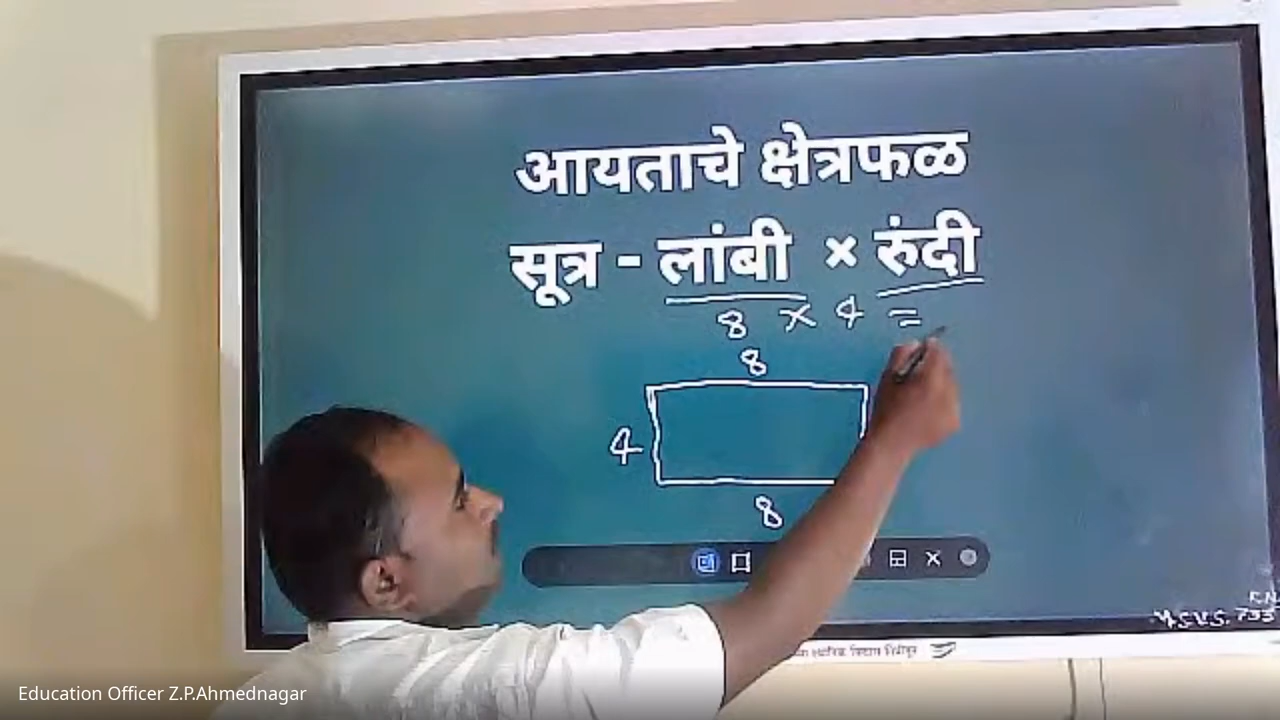 आयताचे क्षेत्रफळ
सूत्र - लांबी × रुंदी
8 × 4 =
8
4
8
Education Officer Z.P.Ahmednagar